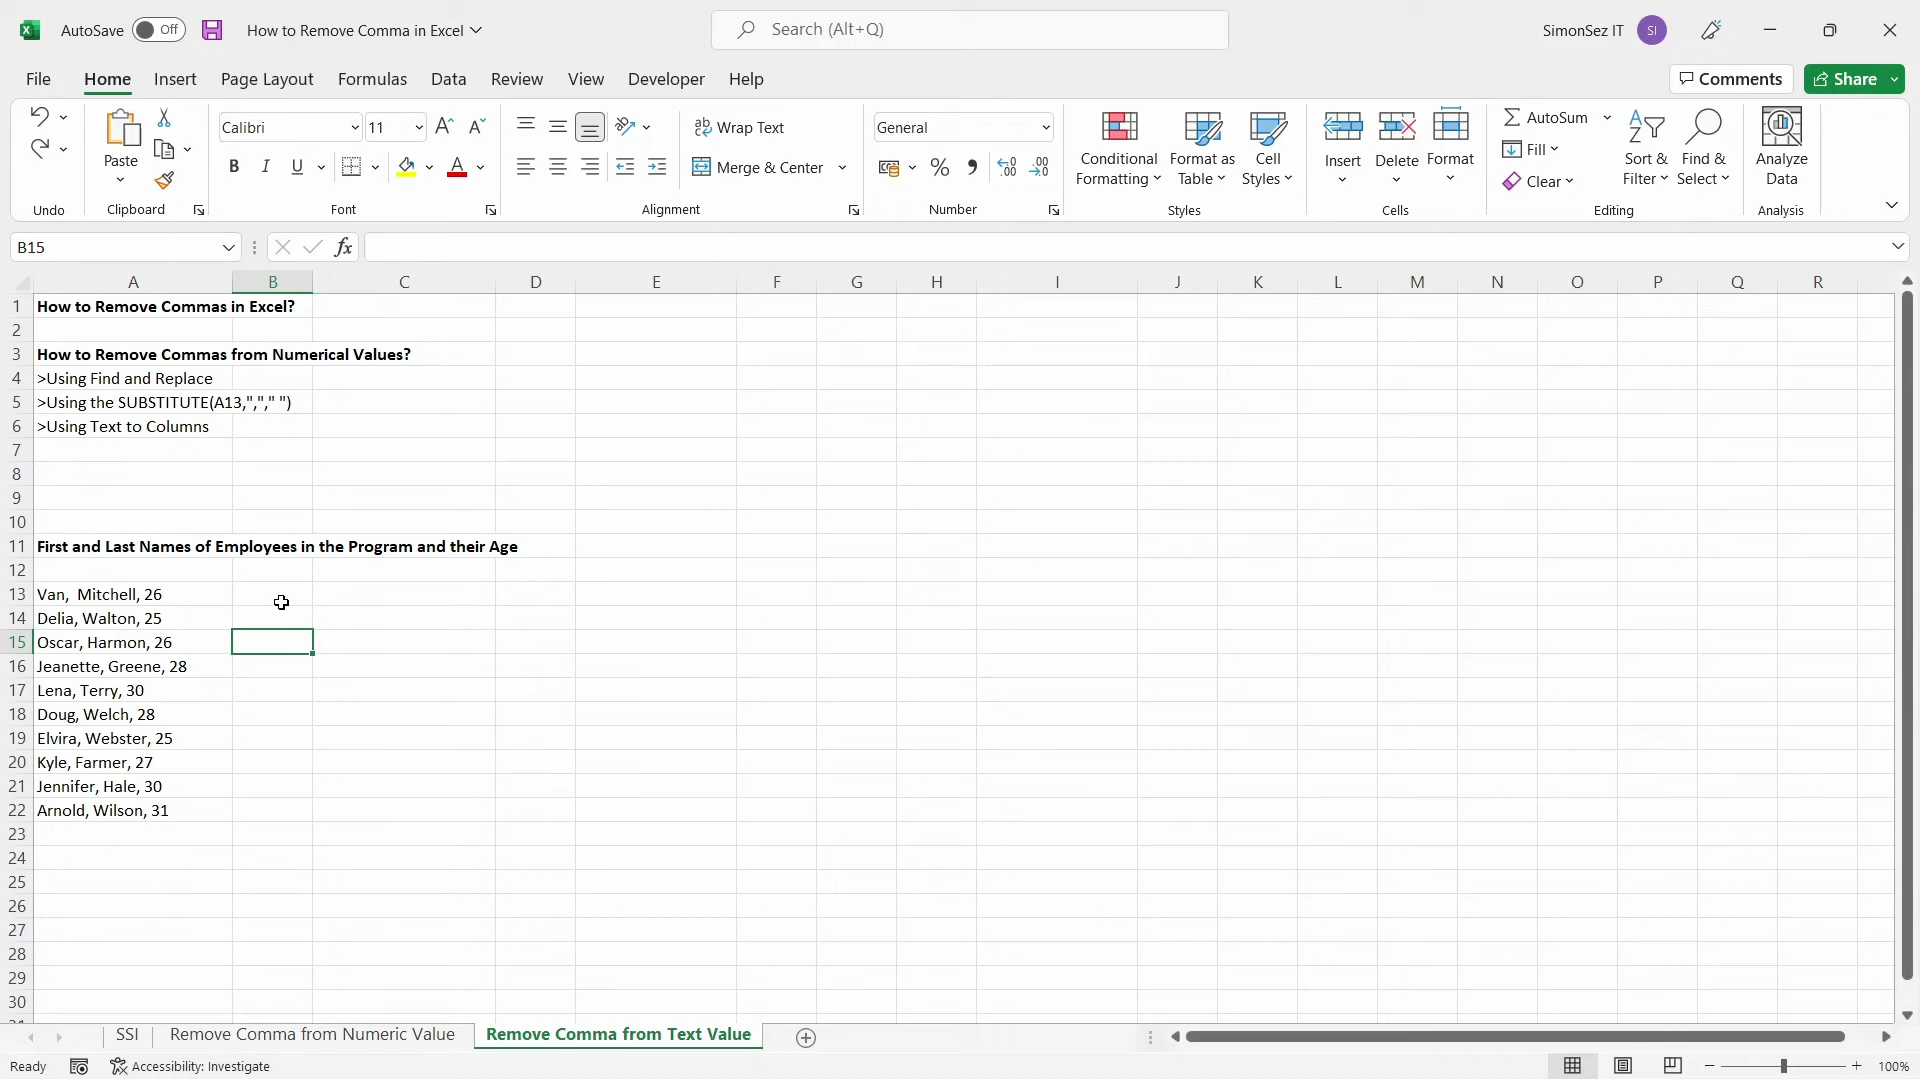 AutoSave Off How to Remove Comma in Excel Search (Alt+Q) SimonSez IT SI
File Home Insert Page Layout Formulas Data Review View Developer Help Comments Share
Paste
Calibri 11
B I U A
Wrap Text
Merge & Center
General
Conditional Formatting
Format as Table
Cell Styles
Insert Delete Format
AutoSum
Fill
Clear
Sort & Filter
Find & Select
Analyze Data
Undo Clipboard Font Alignment Number Styles Cells Editing Analysis
B15 fx
A B C D E F G H I J K L M N O P Q R
1 How to Remove Commas in Excel?
2
3 How to Remove Commas from Numerical Values?
4 >Using Find and Replace
5 >Using the SUBSTITUTE(A13,","," ")
6 >Using Text to Columns
7
8
9
10
11 First and Last Names of Employees in the Program and their Age
12
13 Van,  Mitchell, 26
14 Delia, Walton, 25
15 Oscar, Harmon, 26
16 Jeanette, Greene, 28
17 Lena, Terry, 30
18 Doug, Welch, 28
19 Elvira, Webster, 25
20 Kyle, Farmer, 27
21 Jennifer, Hale, 30
22 Arnold, Wilson, 31
23
24
25
26
27
28
29
30
SSI Remove Comma from Numeric Value Remove Comma from Text Value
Ready Accessibility: Investigate 100%